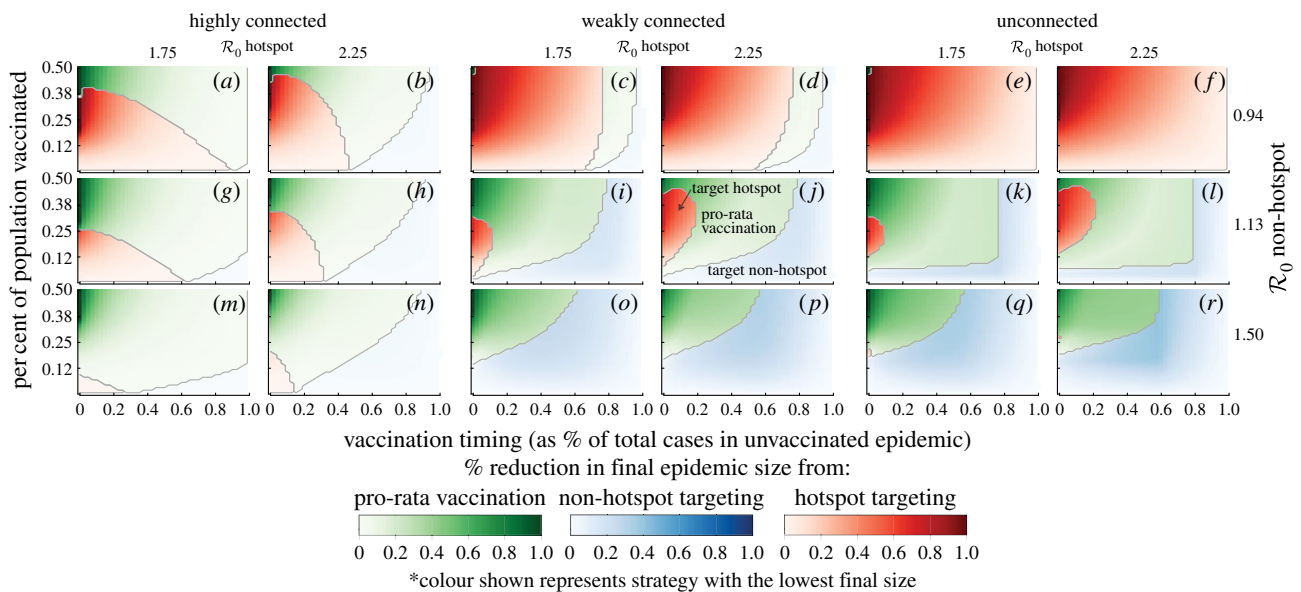 highly connected weakly connected unconnected
R0 hotspot R0 hotspot R0 hotspot
1.75 2.25 1.75 2.25 1.75 2.25
percent of population vaccinated
0.50
0.38
0.25
0.12
(a) (b) (c) (d) (e) (f)
0.94
0.50
0.38
0.25
0.12
(g) (h) (i) (j) (k) (l)
target hotspot
pro-rata
vaccination
target non-hotspot
1.13
R0 non-hotspot
0.50
0.38
0.25
0.12
(m) (n) (o) (p) (q) (r)
1.50
0 0.2 0.4 0.6 0.8 1.0 0 0.2 0.4 0.6 0.8 1.0 0 0.2 0.4 0.6 0.8 1.0 0 0.2 0.4 0.6 0.8 1.0 0 0.2 0.4 0.6 0.8 1.0 0 0.2 0.4 0.6 0.8 1.0
vaccination timing (as % of total cases in unvaccinated epidemic)
% reduction in final epidemic size from:
pro-rata vaccination non-hotspot targeting hotspot targeting
0 0.2 0.4 0.6 0.8 1.0 0 0.2 0.4 0.6 0.8 1.0 0 0.2 0.4 0.6 0.8 1.0
*colour shown represents strategy with the lowest final size